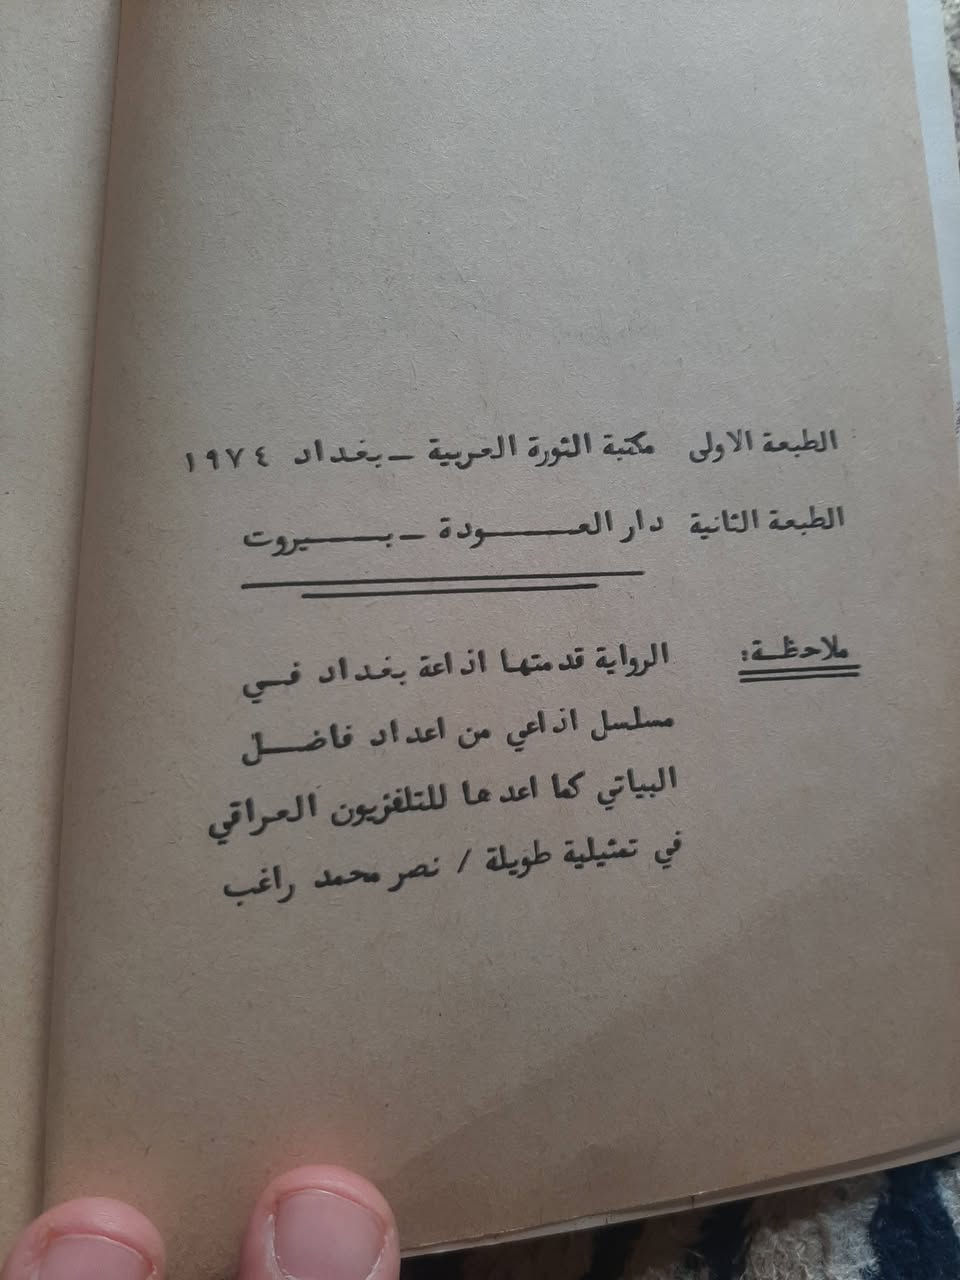 الطبعة الاولى مكتبة الثورة العربية - بغداد ١٩٧٤
الطبعة الثانية دار العودة - بيروت
ملاحظة: الرواية قدمتها اذاعة بغداد في
مسلسل اذاعي من اعداد فاضل
البياتي كما اعدها للتلفزيون العراقي
في تمثيلية طويلة / نصر محمد راغب